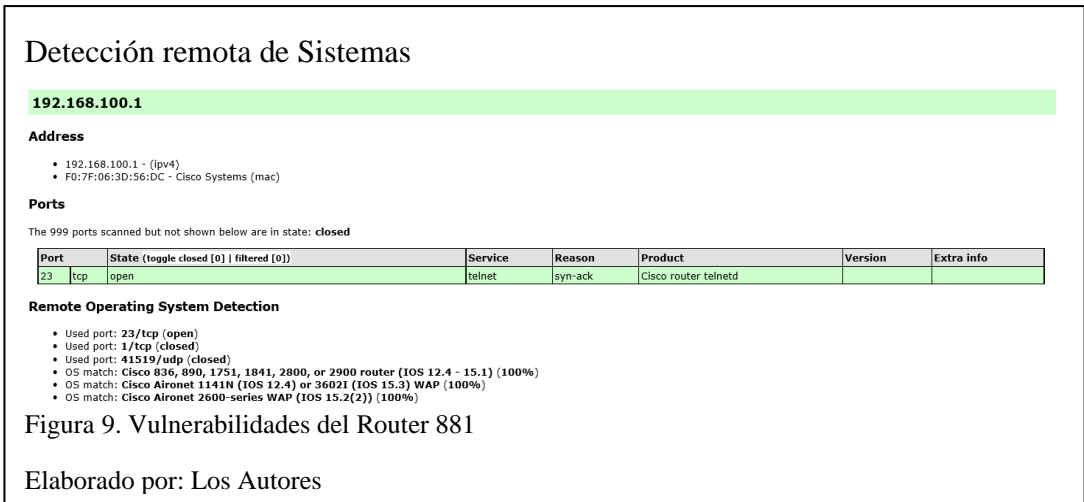 Detección remota de Sistemas
192.168.100.1
Address
• 192.168.100.1 - (ipv4)
• F0:7F:06:3D:56:DC - Cisco Systems (mac)
Ports
The 999 ports scanned but not shown below are in state: closed
Port State (toggle closed [0] | filtered [0]) Service Reason Product Version Extra info
23 tcp open telnet syn-ack Cisco router telnetd
Remote Operating System Detection
• Used port: 23/tcp (open)
• Used port: 1/tcp (closed)
• Used port: 41519/udp (closed)
• OS match: Cisco 836, 890, 1751, 1841, 2800, or 2900 router (IOS 12.4 - 15.1) (100%)
• OS match: Cisco Aironet 1141N (IOS 12.4) or 3602I (IOS 15.3) WAP (100%)
• OS match: Cisco Aironet 2600-series WAP (IOS 15.2(2)) (100%)
Figura 9. Vulnerabilidades del Router 881
Elaborado por: Los Autores